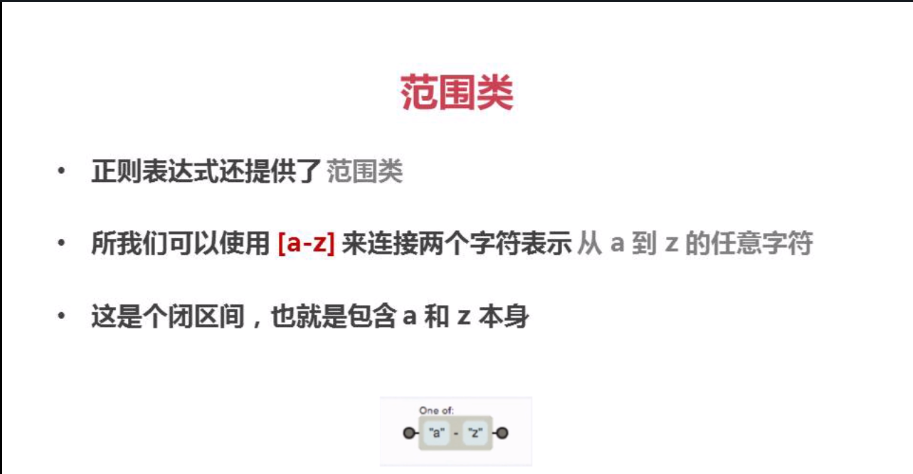 范围类
• 正则表达式还提供了 范围类
• 所我们可以使用 [a-z] 来连接两个字符表示 从 a 到 z 的任意字符
• 这是个闭区间，也就是包含 a 和 z 本身
One of:
"a" - "z"